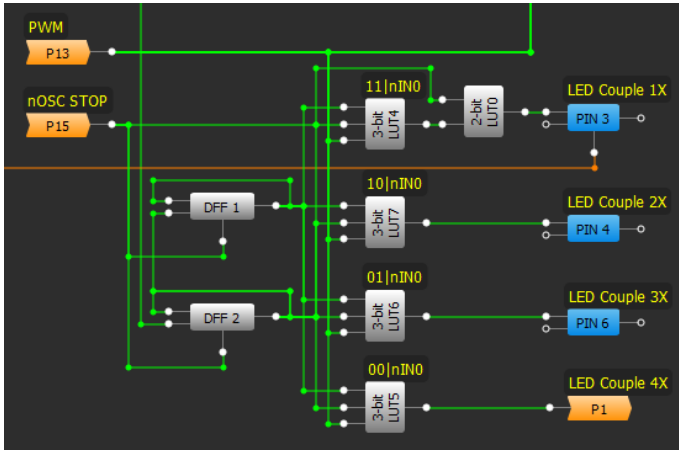 PWM
P13
nOSC STOP
P15
11|nIN0
3-bit
LUT4
2-bit
LUT0
LED Couple 1X
PIN 3
DFF 1
10|nIN0
3-bit
LUT7
LED Couple 2X
PIN 4
DFF 2
01|nIN0
3-bit
LUT6
LED Couple 3X
PIN 6
00|nIN0
3-bit
LUT5
LED Couple 4X
P1